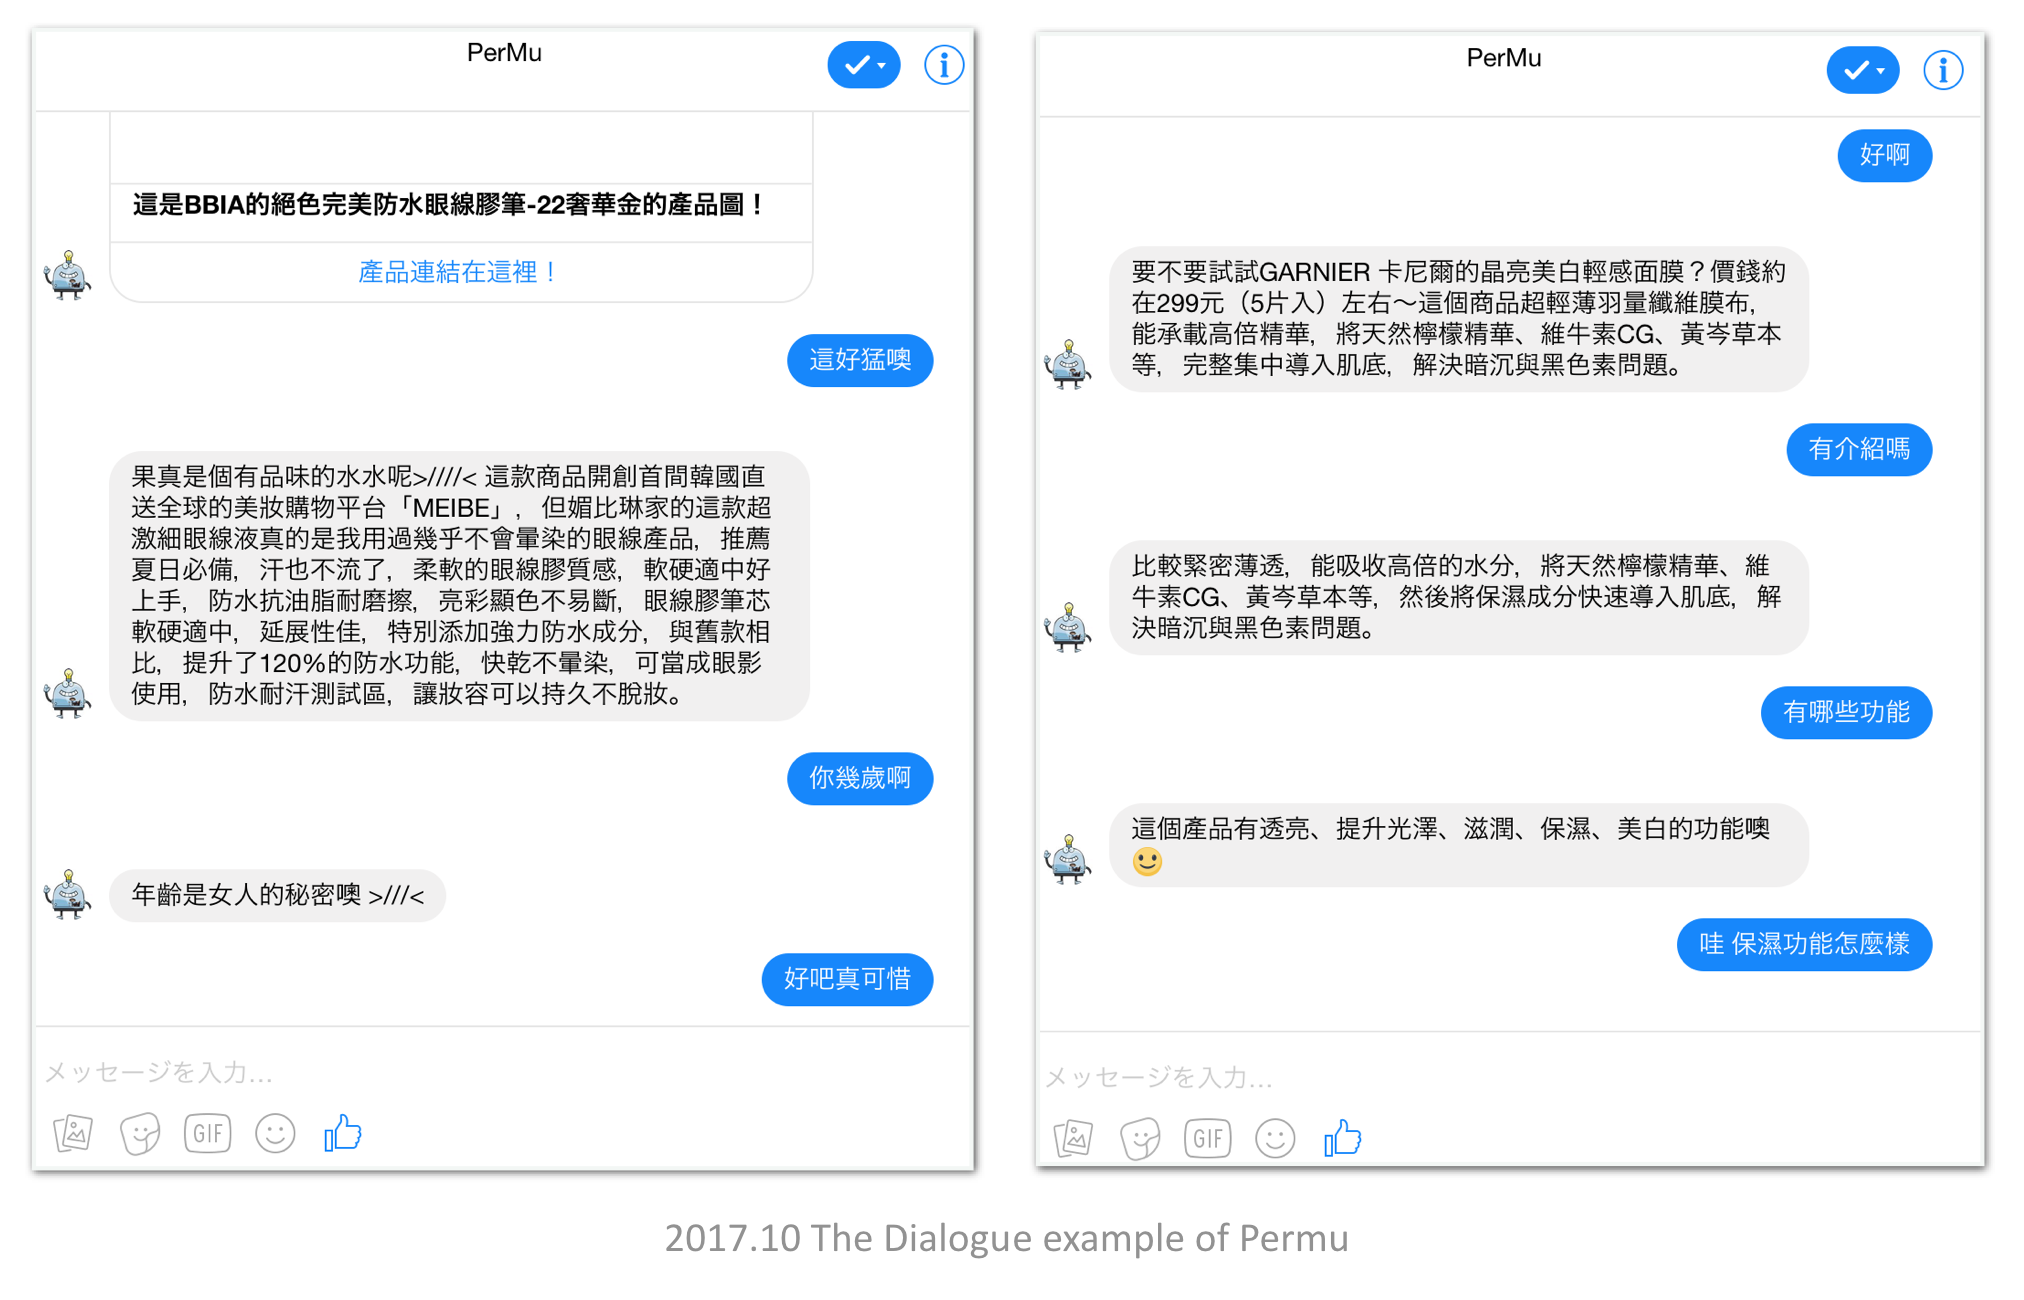 PerMu
這是BBIA的絕色完美防水眼線膠筆-22奢華金的產品圖！
產品連結在這裡！
這好猛噢
果真是個有品味的水水呢>////< 這款商品開創首間韓國直
送全球的美妝購物平台「MEIBE」，但媚比琳家的這款超
激細眼線液真的是我用過幾乎不會暈染的眼線產品，推薦
夏日必備，汗也不流了，柔軟的眼線膠質感，軟硬適中好
上手，防水抗油脂耐磨擦，亮彩顯色不易斷，眼線膠筆芯
軟硬適中，延展性佳，特別添加強力防水成分，與舊款相
比，提升了120%的防水功能，快乾不暈染，可當成眼影
使用，防水耐汗測試區，讓妝容可以持久不脫妝。
你幾歲啊
年齡是女人的秘密噢 >///<
好吧真可惜
メッセージを入力...
GIF
PerMu
好啊
要不要試試GARNIER 卡尼爾的晶亮美白輕感面膜？價錢約
在299元（5片入）左右～這個商品超輕薄羽量纖維膜布，
能承載高倍精華，將天然檸檬精華、維牛素CG、黃岑草本
等，完整集中導入肌底，解決暗沉與黑色素問題。
有介紹嗎
比較緊密薄透，能吸收高倍的水分，將天然檸檬精華、維
牛素CG、黃岑草本等，然後將保濕成分快速導入肌底，解
決暗沉與黑色素問題。
有哪些功能
這個產品有透亮、提升光澤、滋潤、保濕、美白的功能噢
🙂
哇 保濕功能怎麼樣
メッセージを入力...
GIF
2017.10 The Dialogue example of Permu